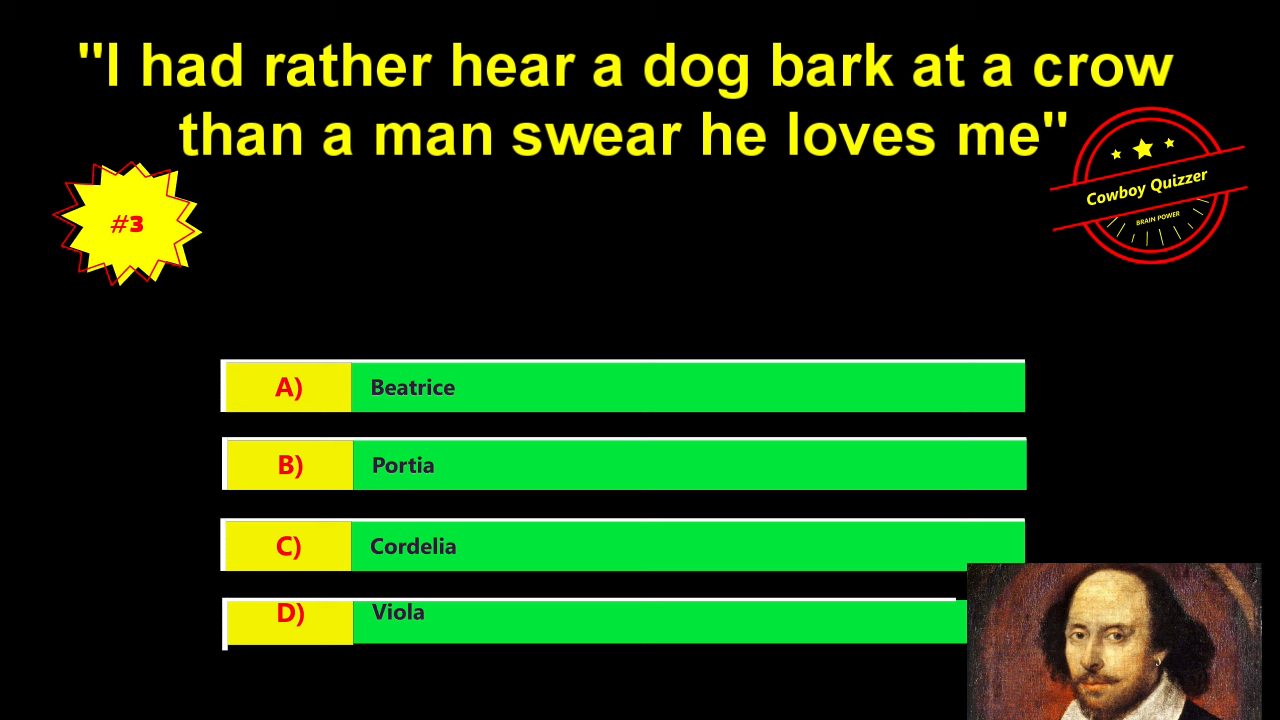 "I had rather hear a dog bark at a crow
than a man swear he loves me"
#3
Cowboy Quizzer
BRAIN POWER
A) Beatrice
B) Portia
C) Cordelia
D) Viola